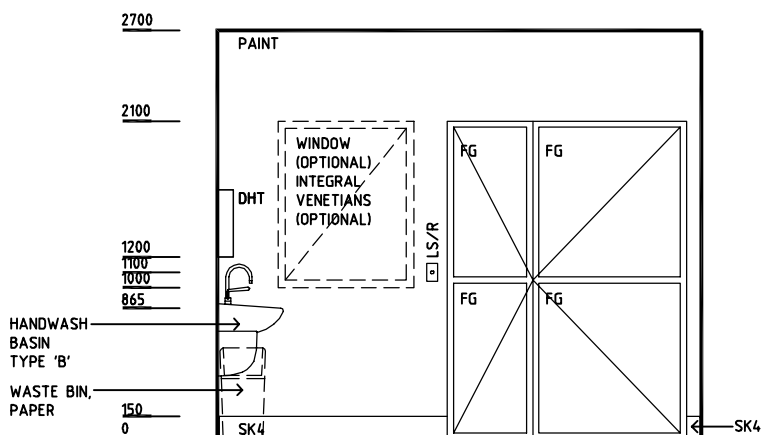 2700
PAINT
2100
WINDOW
(OPTIONAL)
INTEGRAL
VENETIANS
(OPTIONAL)
FG
FG
DHT
LS/R
1200
1100
1000
865
FG
FG
HANDWASH
BASIN
TYPE 'B'
WASTE BIN,
PAPER
150
0
SK4
SK4